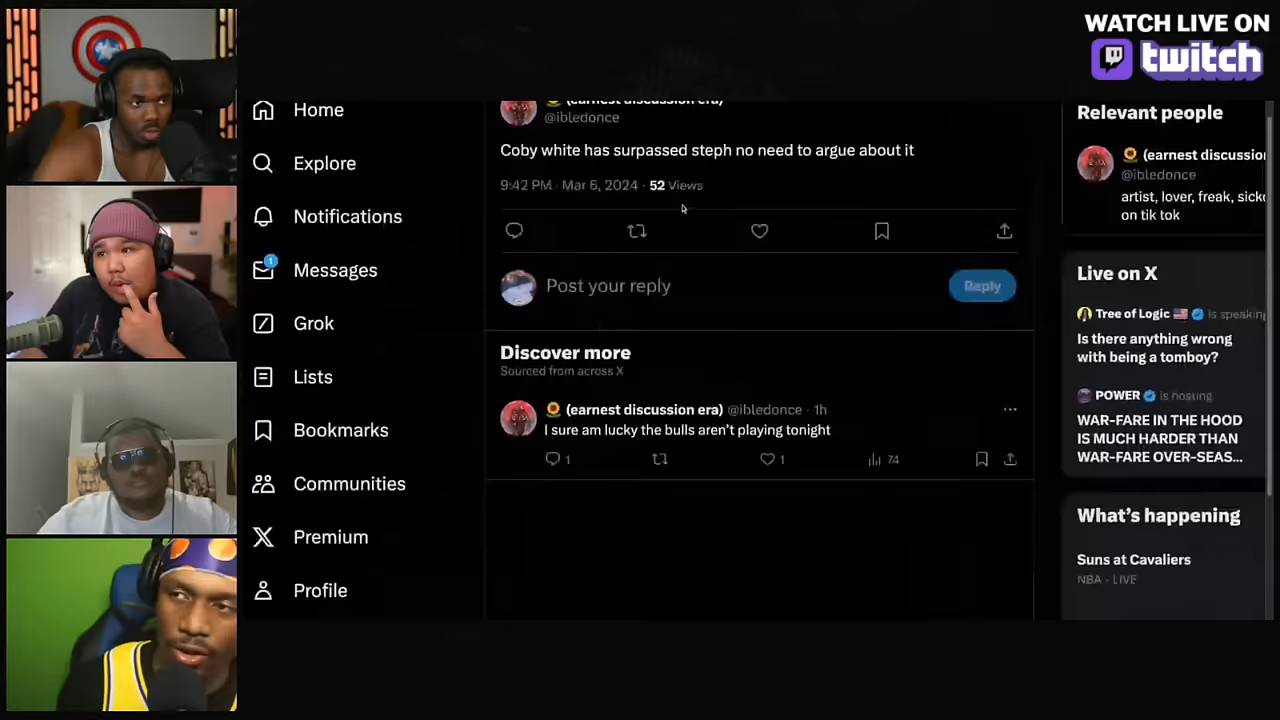 WATCH LIVE ON
twitch
Home
Explore
Notifications
1
Messages
Grok
Lists
Bookmarks
Communities
Premium
Profile
(earnest discussion era)
@ibledonce
Coby white has surpassed steph no need to argue about it
9:42 PM · Mar 6, 2024 · 52 Views
Post your reply
Reply
Discover more
Sourced from across X
(earnest discussion era) @ibledonce · 1h
I sure am lucky the bulls aren't playing tonight
1 1 74
Relevant people
(earnest discussion
@ibledonce
artist, lover, freak, sick
on tik tok
Live on X
Tree of Logic is speaking
Is there anything wrong
with being a tomboy?
POWER is hosting
WAR-FARE IN THE HOOD
IS MUCH HARDER THAN
WAR-FARE OVER-SEAS...
What's happening
Suns at Cavaliers
NBA · LIVE